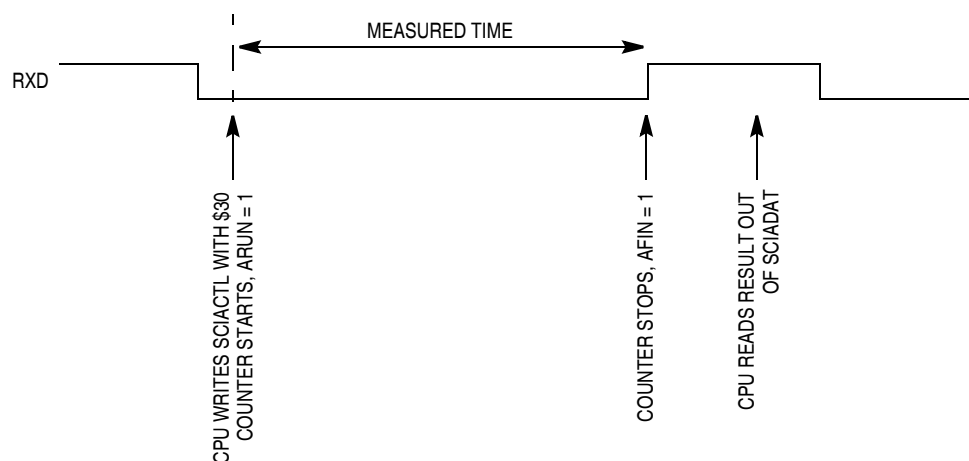 MEASURED TIME
RXD
CPU WRITES SCIACTL WITH $30
COUNTER STARTS, ARUN = 1
COUNTER STOPS, AFIN = 1
CPU READS RESULT OUT
OF SCIADAT